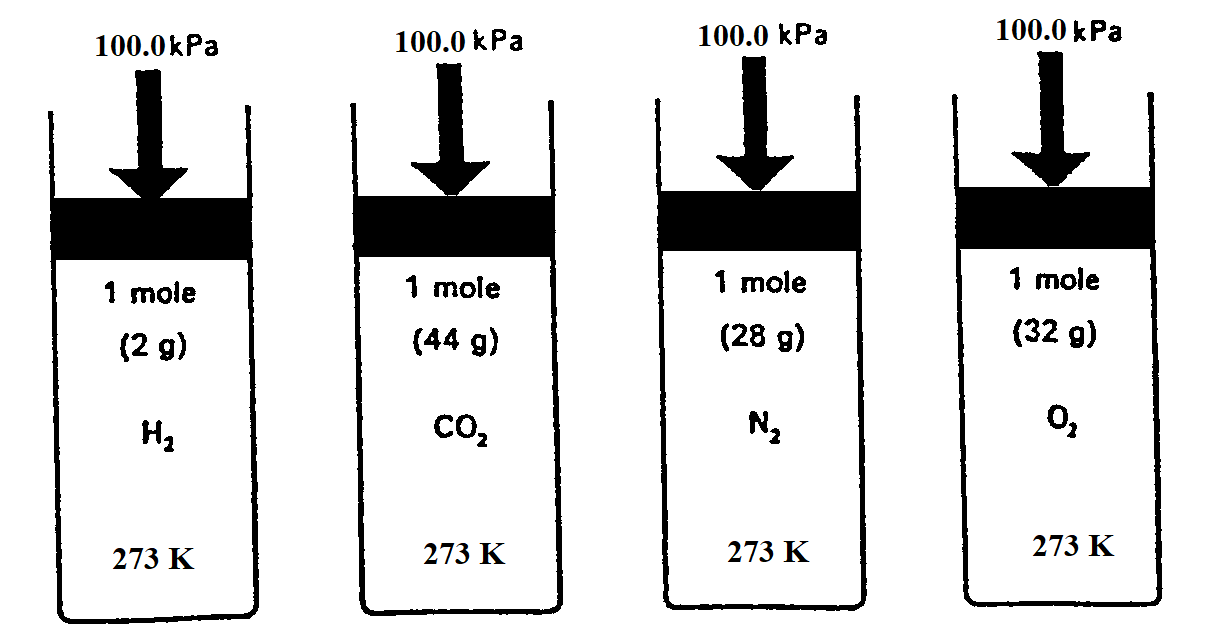 100.0 kPa
1 mole
(2 g)
H₂
273 K
100.0 kPa
1 mole
(44 g)
CO₂
273 K
100.0 kPa
1 mole
(28 g)
N₂
273 K
100.0 kPa
1 mole
(32 g)
O₂
273 K